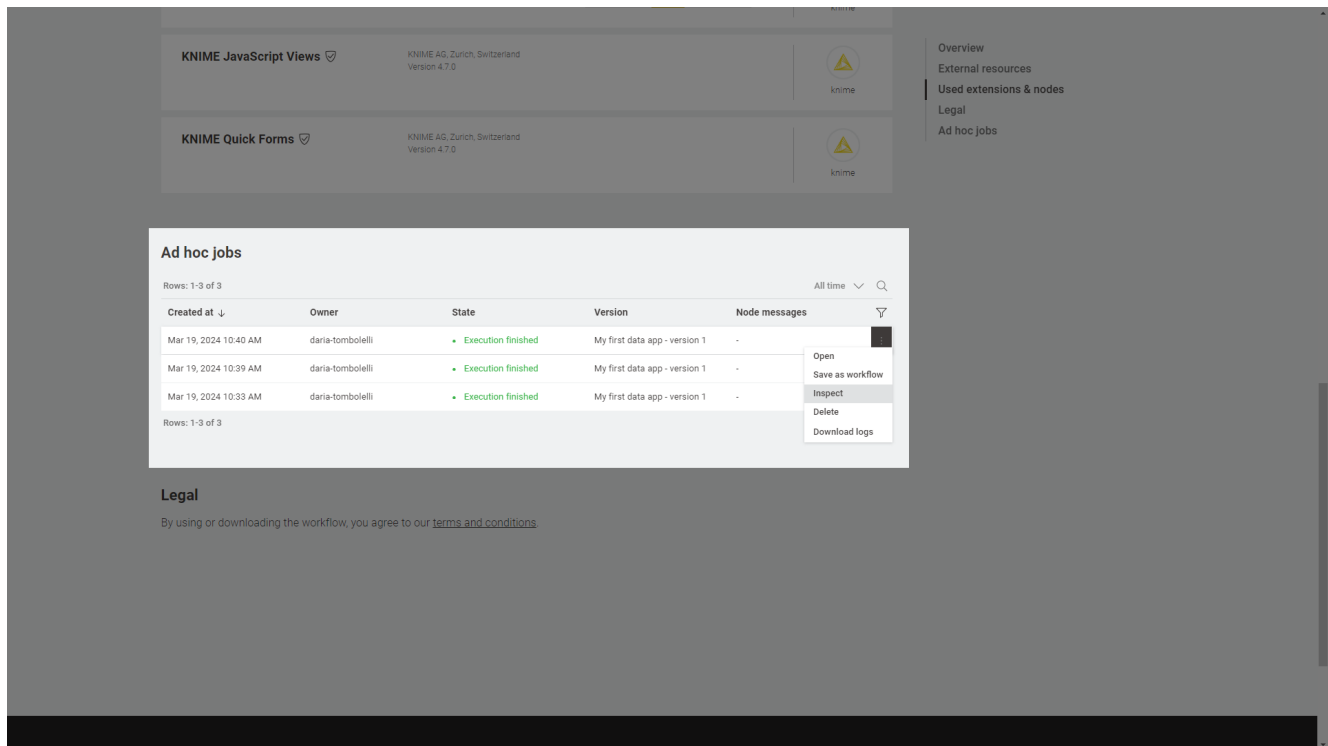 knime
KNIME JavaScript Views
KNIME AG, Zurich, Switzerland
Version 4.7.0
knime
KNIME Quick Forms
KNIME AG, Zurich, Switzerland
Version 4.7.0
knime
Overview
External resources
Used extensions & nodes
Legal
Ad hoc jobs
Ad hoc jobs
Rows: 1-3 of 3
All time
Created at ↓ Owner State Version Node messages
Mar 19, 2024 10:40 AM daria-tombolelli • Execution finished My first data app - version 1 -
Mar 19, 2024 10:39 AM daria-tombolelli • Execution finished My first data app - version 1 -
Mar 19, 2024 10:33 AM daria-tombolelli • Execution finished My first data app - version 1 -
Rows: 1-3 of 3
Open
Save as workflow
Inspect
Delete
Download logs
Legal
By using or downloading the workflow, you agree to our terms and conditions.